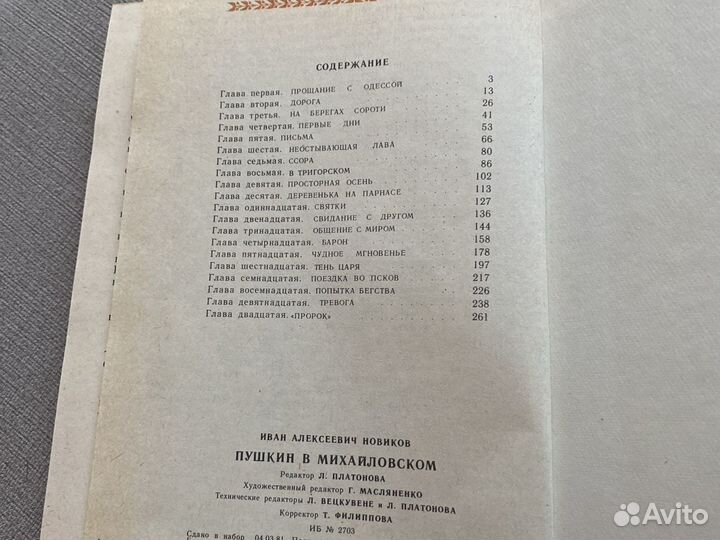 СОДЕРЖАНИЕ
Глава первая. ПРОЩАНИЕ С ОДЕССОЙ 3
Глава вторая. ДОРОГА 13
Глава третья. НА БЕРЕГАХ СОРОТИ 26
Глава четвертая. ПЕРВЫЕ ДНИ 41
Глава пятая. ПИСЬМА 53
Глава шестая. НЕОСТЫВАЮЩАЯ ЛАВА 66
Глава седьмая. ССОРА 80
Глава восьмая. В ТРИГОРСКОМ 86
Глава девятая. ПРОСТОРНАЯ ОСЕНЬ 102
Глава десятая. ДЕРЕВЕНЬКА НА ПАРНАСЕ 113
Глава одиннадцатая. СВЯТКИ 127
Глава двенадцатая. СВИДАНИЕ С ДРУГОМ 136
Глава тринадцатая. ОБЩЕНИЕ С МИРОМ 144
Глава четырнадцатая. БАРОН 158
Глава пятнадцатая. ЧУДНОЕ МГНОВЕНЬЕ 178
Глава шестнадцатая. ТЕНЬ ЦАРЯ 197
Глава семнадцатая. ПОЕЗДКА ВО ПСКОВ 217
Глава восемнадцатая. ПОПЫТКА БЕГСТВА 226
Глава девятнадцатая. ТРЕВОГА 238
Глава двадцатая. «ПРОРОК» 261
ИВАН АЛЕКСЕЕВИЧ НОВИКОВ
ПУШКИН В МИХАЙЛОВСКОМ
Редактор Л. ПЛАТОНОВА
Художественный редактор Г. МАСЛЯНЕНКО
Технические редакторы Л. ВЕЦКУВЕНЕ и Л. ПЛАТОНОВА
Корректор Т. ФИЛИППОВА
ИБ № 2703
Сдано в набор 04.03.81.
Avito